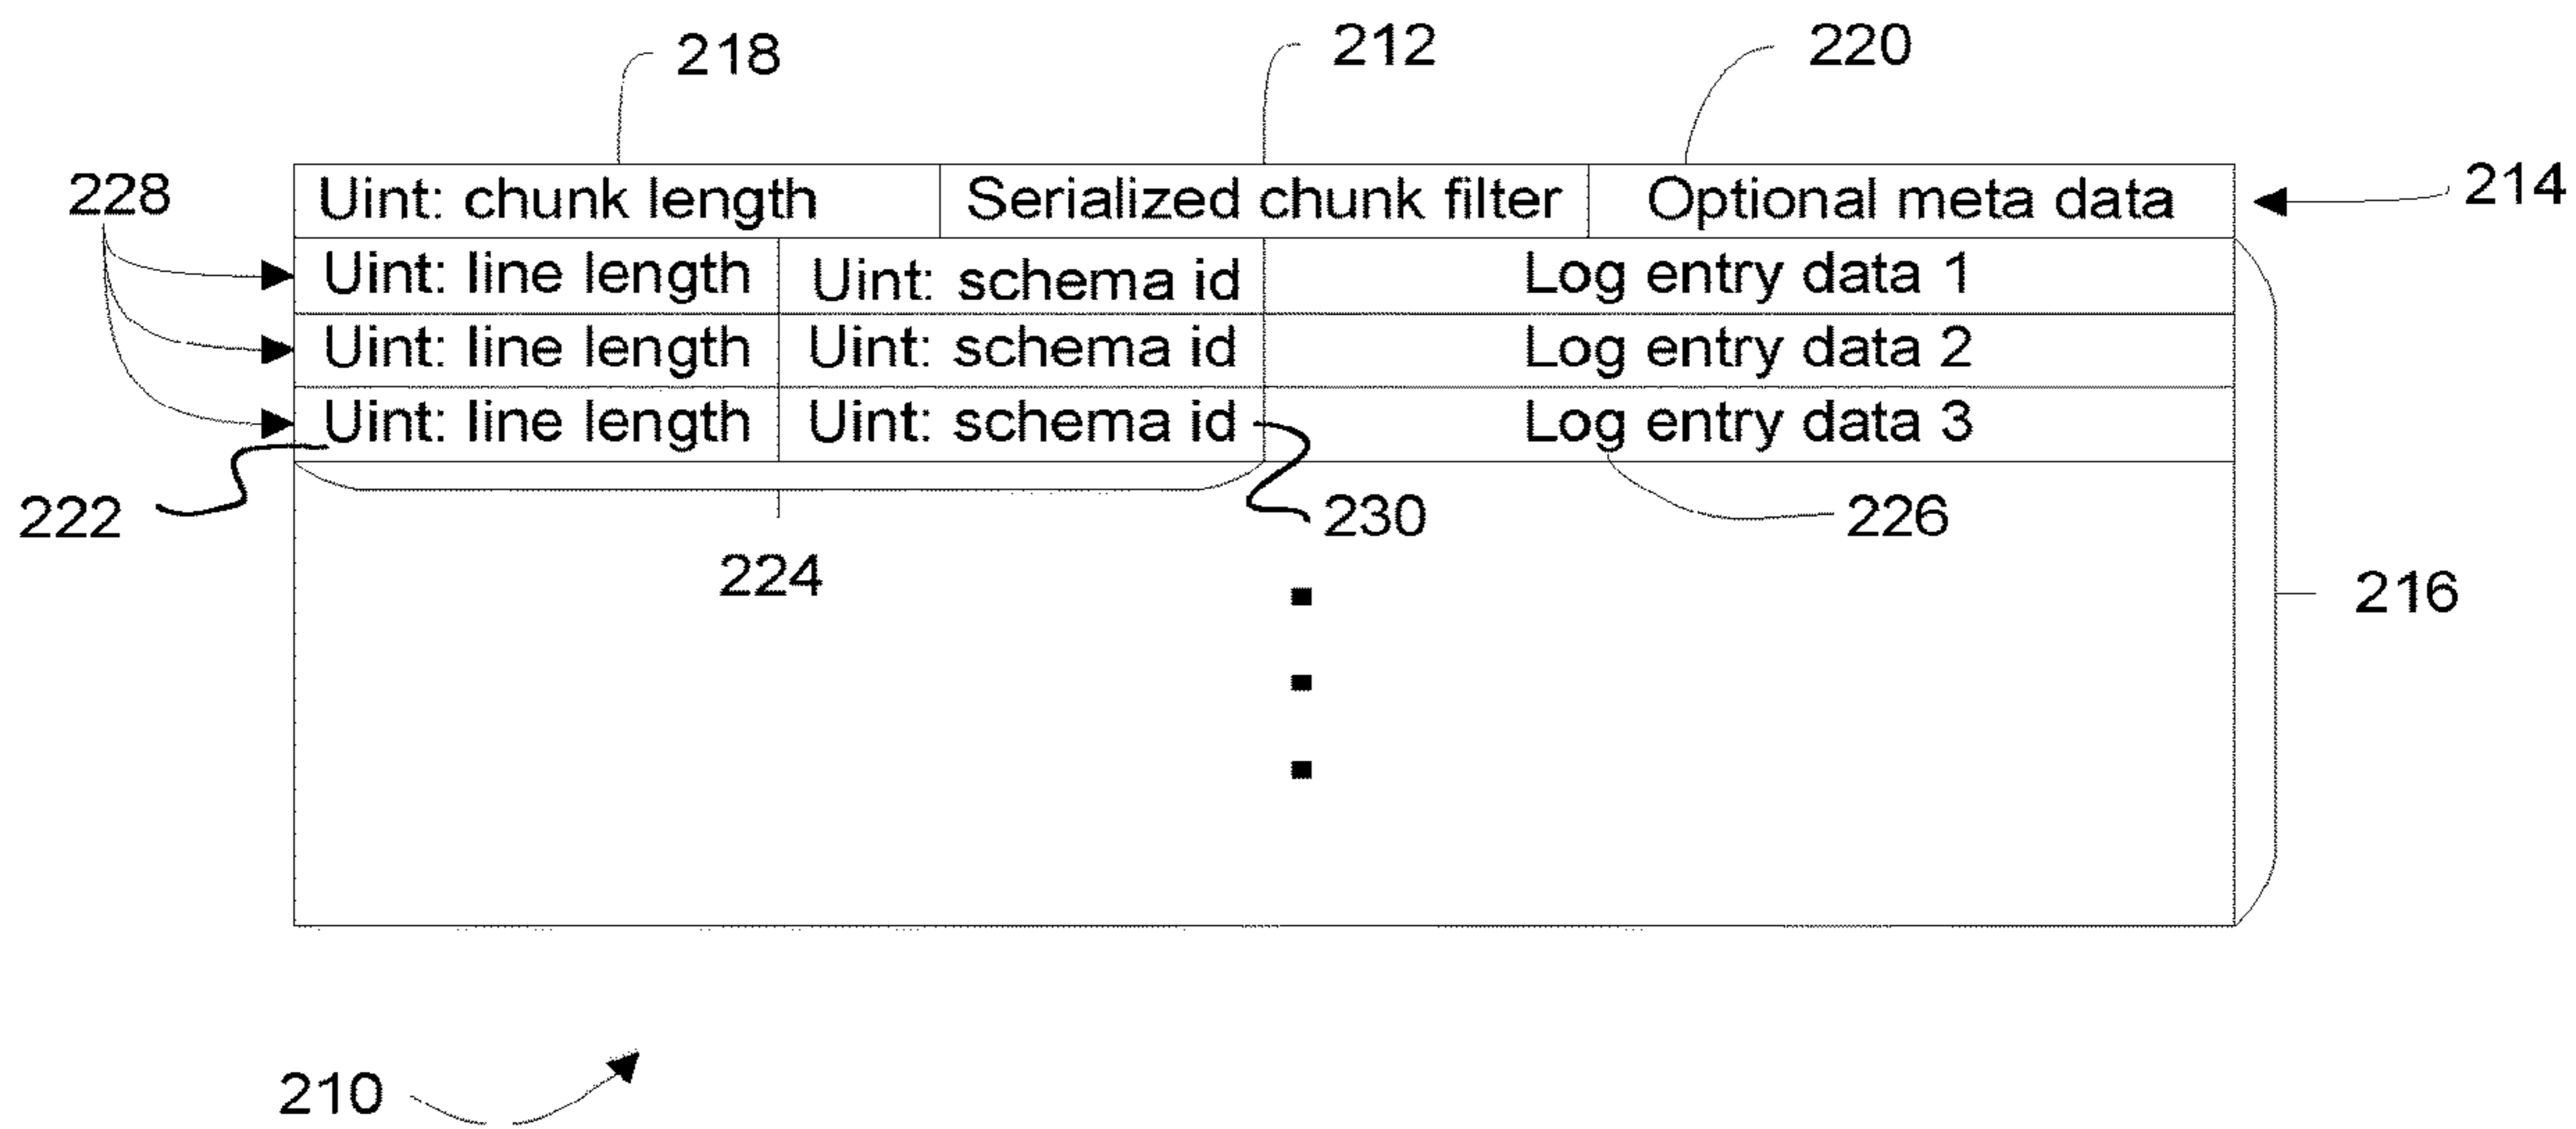 218 212 220
228 Uint: chunk length Serialized chunk filter Optional meta data 214
Uint: line length Uint: schema id Log entry data 1
Uint: line length Uint: schema id Log entry data 2
Uint: line length Uint: schema id Log entry data 3
222 230 226
224 216
210